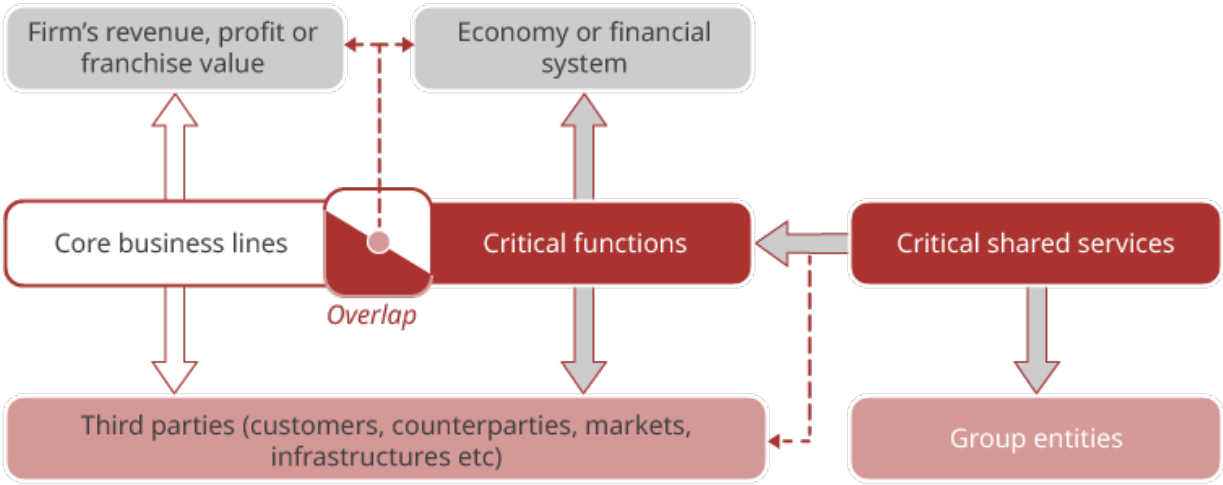 Firm's revenue, profit or
franchise value
Economy or financial
system
Core business lines
Critical functions
Critical shared services
Overlap
Third parties (customers, counterparties, markets,
infrastructures etc)
Group entities